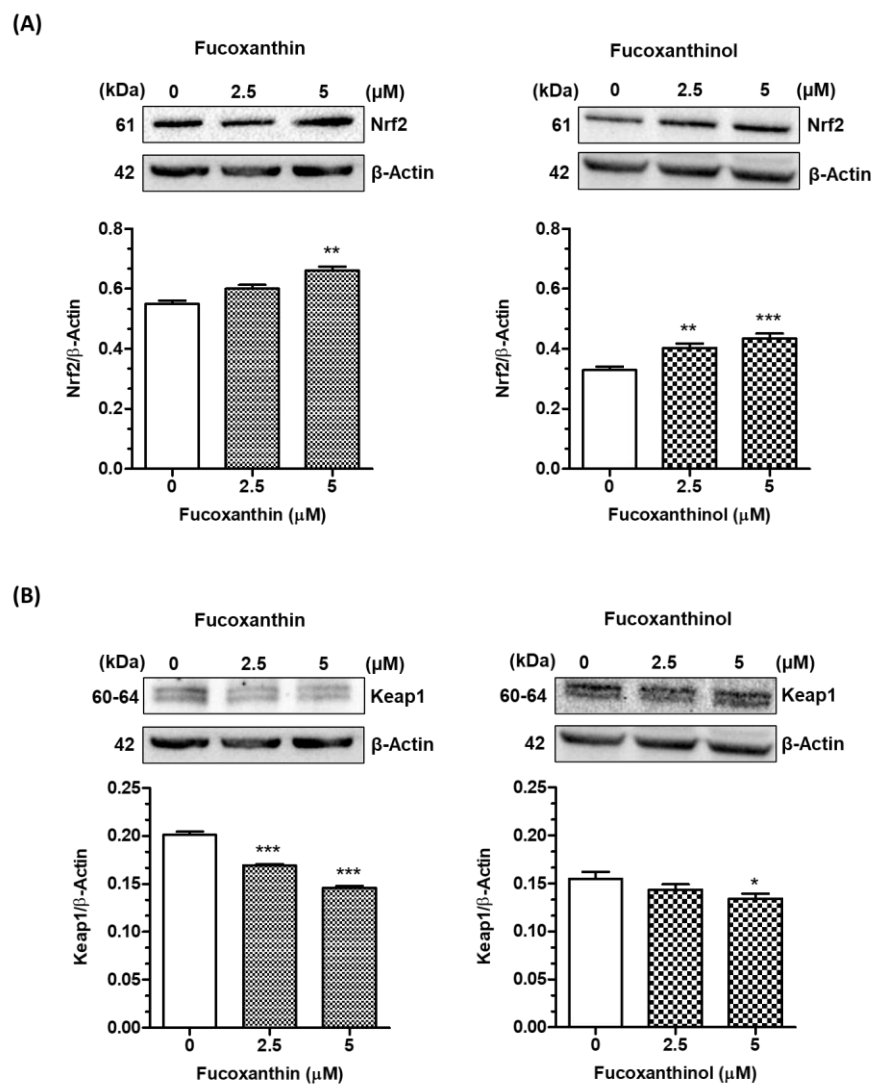 (A)
Fucoxanthin
(kDa) 0 2.5 5 (µM)
61 Nrf2
42 β-Actin
0.8
0.6
0.4
0.2
0.0
Nrf2/β-Actin
**
0 2.5 5
Fucoxanthin (µM)
Fucoxanthinol
(kDa) 0 2.5 5 (µM)
61 Nrf2
42 β-Actin
0.8
0.6
0.4
0.2
0.0
Nrf2/β-Actin
** ***
0 2.5 5
Fucoxanthinol (µM)
(B)
Fucoxanthin
(kDa) 0 2.5 5 (µM)
60-64 Keap1
42 β-Actin
0.25
0.20
0.15
0.10
0.05
0.00
Keap1/β-Actin
*** ***
0 2.5 5
Fucoxanthin (µM)
Fucoxanthinol
(kDa) 0 2.5 5 (µM)
60-64 Keap1
42 β-Actin
0.25
0.20
0.15
0.10
0.05
0.00
Keap1/β-Actin
*
0 2.5 5
Fucoxanthinol (µM)